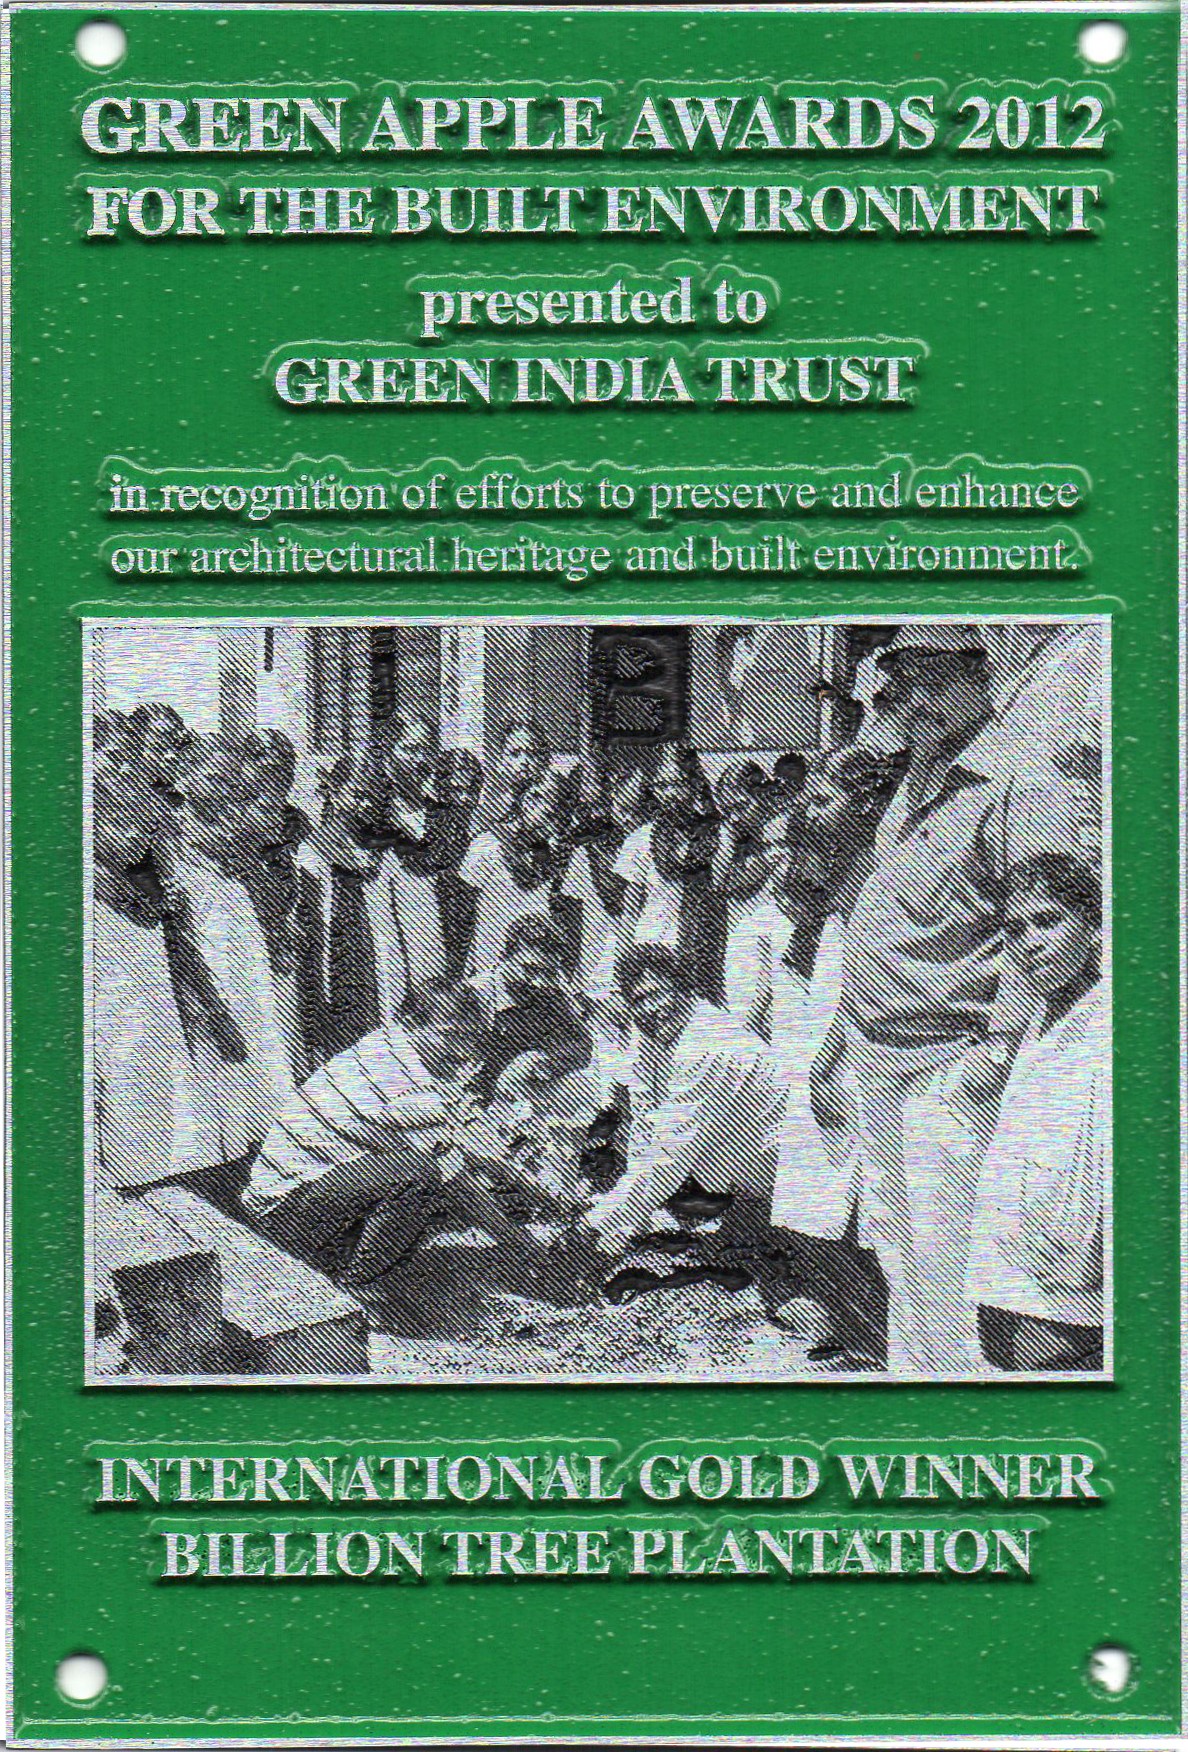 GREEN APPLE AWARDS 2012
FOR THE BUILT ENVIRONMENT
presented to
GREEN INDIA TRUST
in recognition of efforts to preserve and enhance
our architectural heritage and built environment.
INTERNATIONAL GOLD WINNER
BILLION TREE PLANTATION